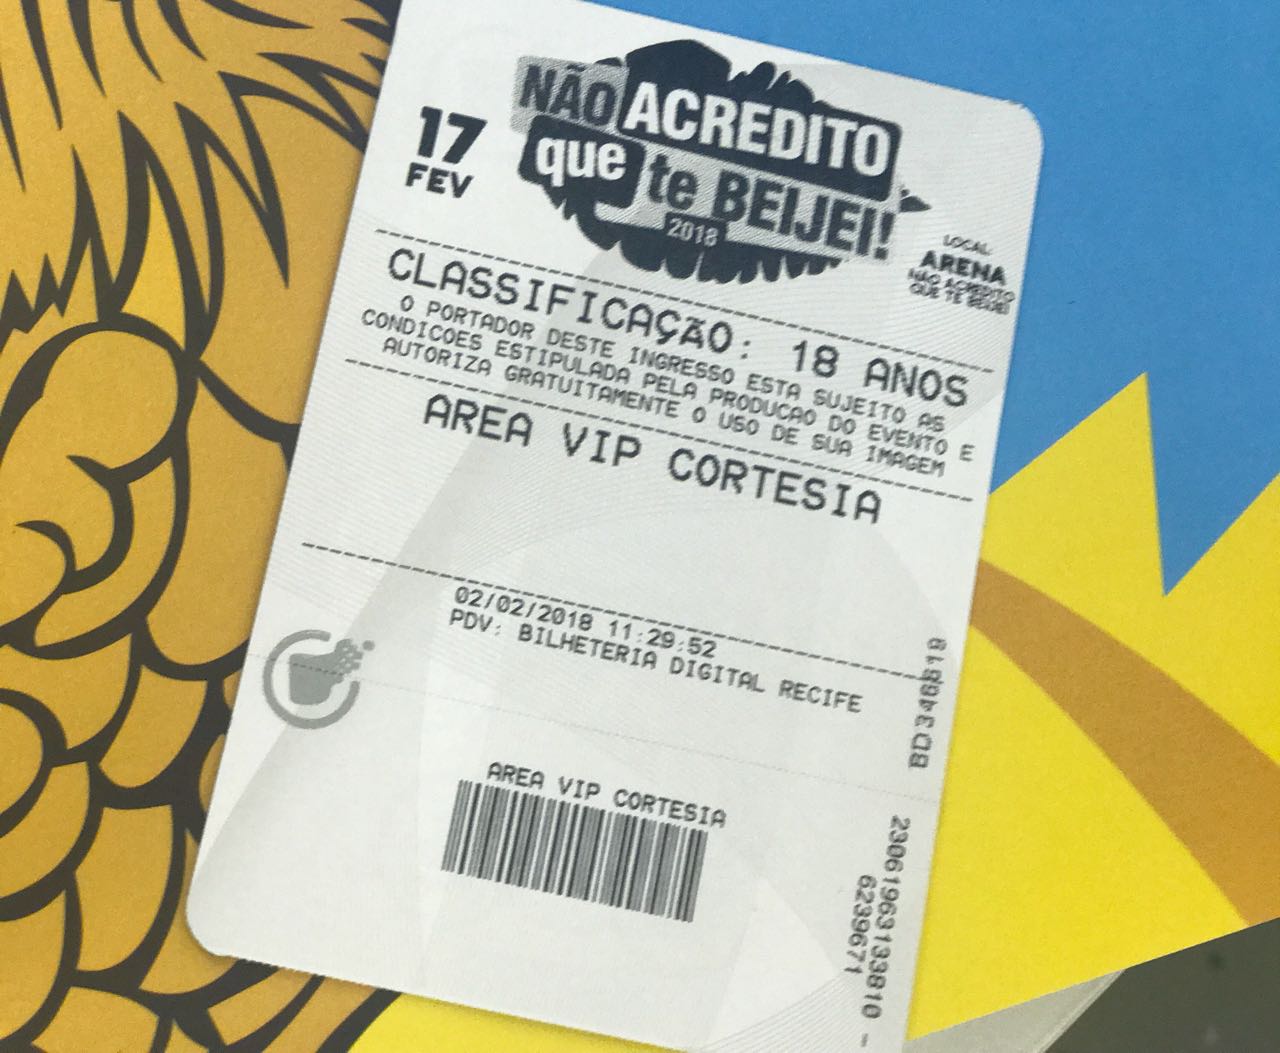 17
FEV
NÃO ACREDITO
que te BEIJEI!
2018
LOCAL
ARENA
NÃO ACREDITO
QUE TE BEIJEI
CLASSIFICAÇÃO: 18 ANOS
O PORTADOR DESTE INGRESSO ESTA SUJEITO AS
CONDICOES ESTIPULADA PELA PRODUCAO DO EVENTO E
AUTORIZA GRATUITAMENTE O USO DE SUA IMAGEM
AREA VIP CORTESIA
02/02/2018 11:29:52
PDV: BILHETERIA DIGITAL RECIFE
AREA VIP CORTESIA
2306196313381​0 -
6239671